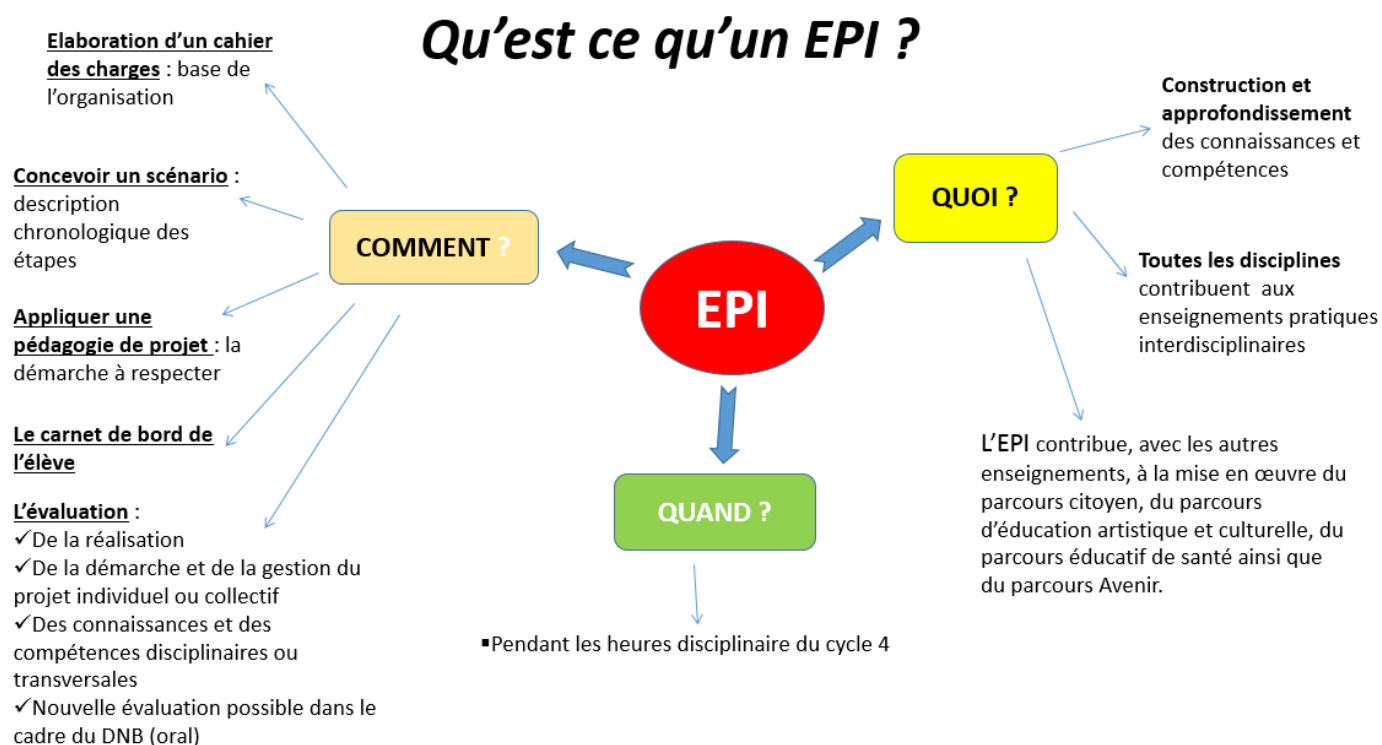 Qu’est ce qu’un EPI ?
Elaboration d’un cahier
des charges : base de
l’organisation
Concevoir un scénario :
description
chronologique des
étapes
Appliquer une
pédagogie de projet : la
démarche à respecter
Le carnet de bord de
l’élève
L’évaluation :
✓De la réalisation
✓De la démarche et de la gestion du
projet individuel ou collectif
✓Des connaissances et des
compétences disciplinaires ou
transversales
✓Nouvelle évaluation possible dans le
cadre du DNB (oral)
COMMENT ?
EPI
QUAND ?
▪Pendant les heures disciplinaire du cycle 4
QUOI ?
Construction et
approfondissement
des connaissances et
compétences
Toutes les disciplines
contribuent aux
enseignements pratiques
interdisciplinaires
L’EPI contribue, avec les autres
enseignements, à la mise en œuvre du
parcours citoyen, du parcours
d’éducation artistique et culturelle, du
parcours éducatif de santé ainsi que
du parcours Avenir.